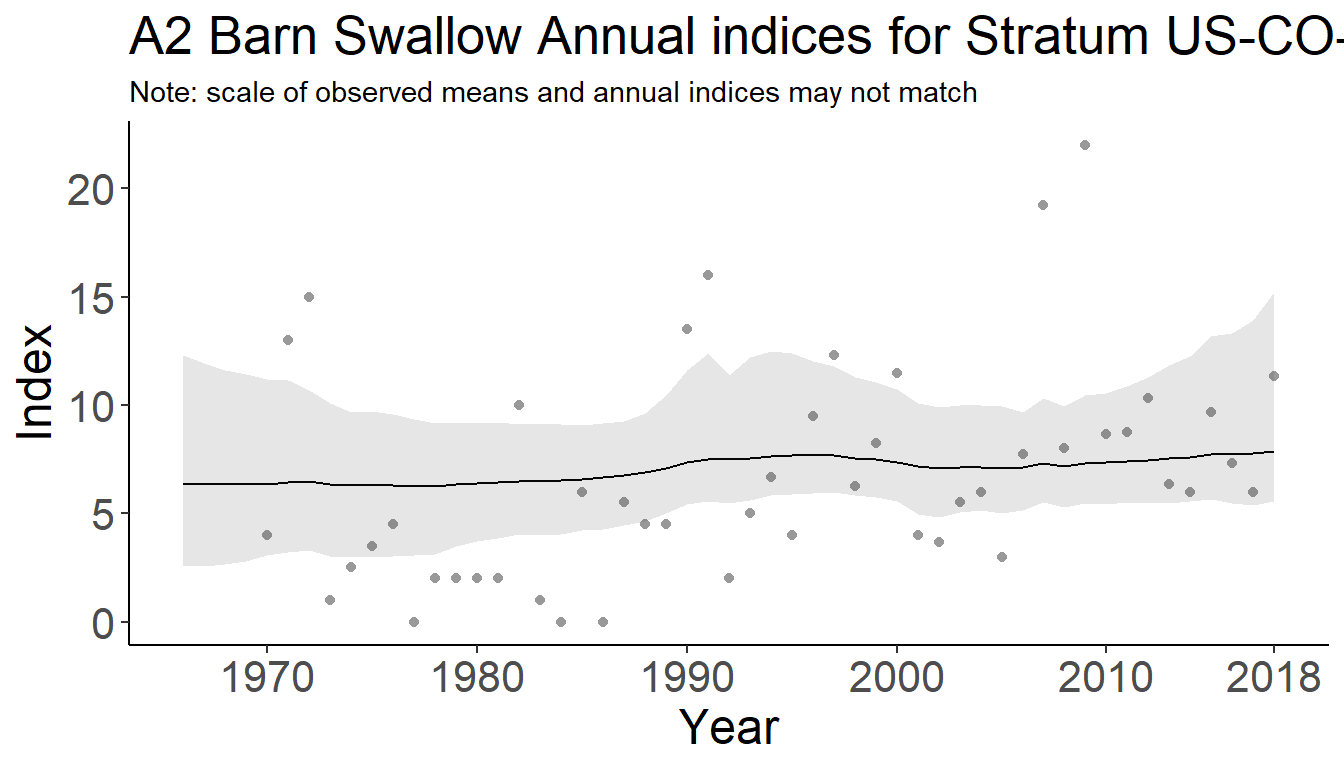 A2 Barn Swallow Annual indices for Stratum US-CO-
Note: scale of observed means and annual indices may not match
20
15
10
5
0
Index
1970 1980 1990 2000 2010 2018
Year